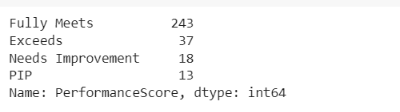 Fully Meets 243
Exceeds 37
Needs Improvement 18
PIP 13
Name: PerformanceScore, dtype: int64